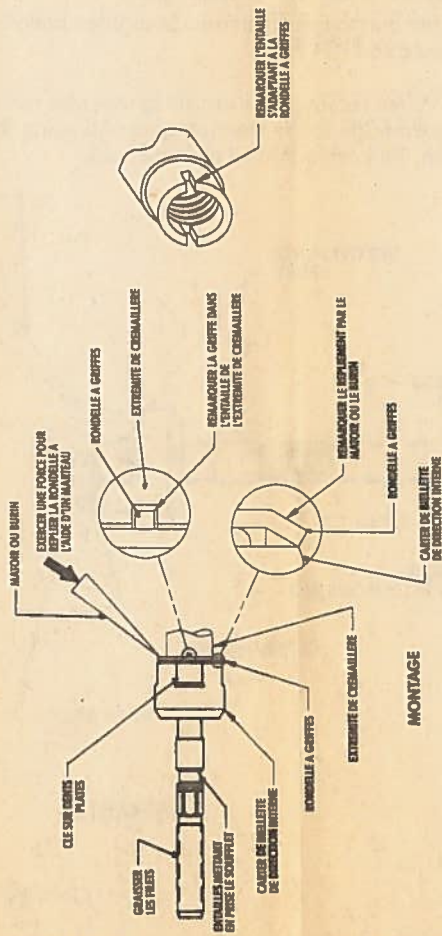 MATOIR OU BURIN
EXERCER UNE FORCE POUR
REPLIER LA RONDELLE A
L'AIDE D'UN MARTEAU
RONDELLE A GRIFFES
EXTREMITE DE CREMAILLERE
REMARQUER LA GRIFFE DANS
L'ENTAILLE DE
L'EXTREMITE DE CREMAILLERE
REMARQUER L'ENTAILLE
S'ADAPTANT A LA
RONDELLE A GRIFFES
CLE SUR DENTS
PLATES
GRAISSER
LES FILETS
ENTAILLES METTANT
EN PRISE LE SOUFFLET
CARTER DE BIELLETTE
DE DIRECTION INTERNE
RONDELLE A GRIFFES
EXTREMITE DE CREMAILLERE
REMARQUER LE REPLIEMENT PAR LE
MATOIR OU LE BURIN
RONDELLE A GRIFFES
CARTER DE BIELLETTE
DE DIRECTION INTERNE
MONTAGE